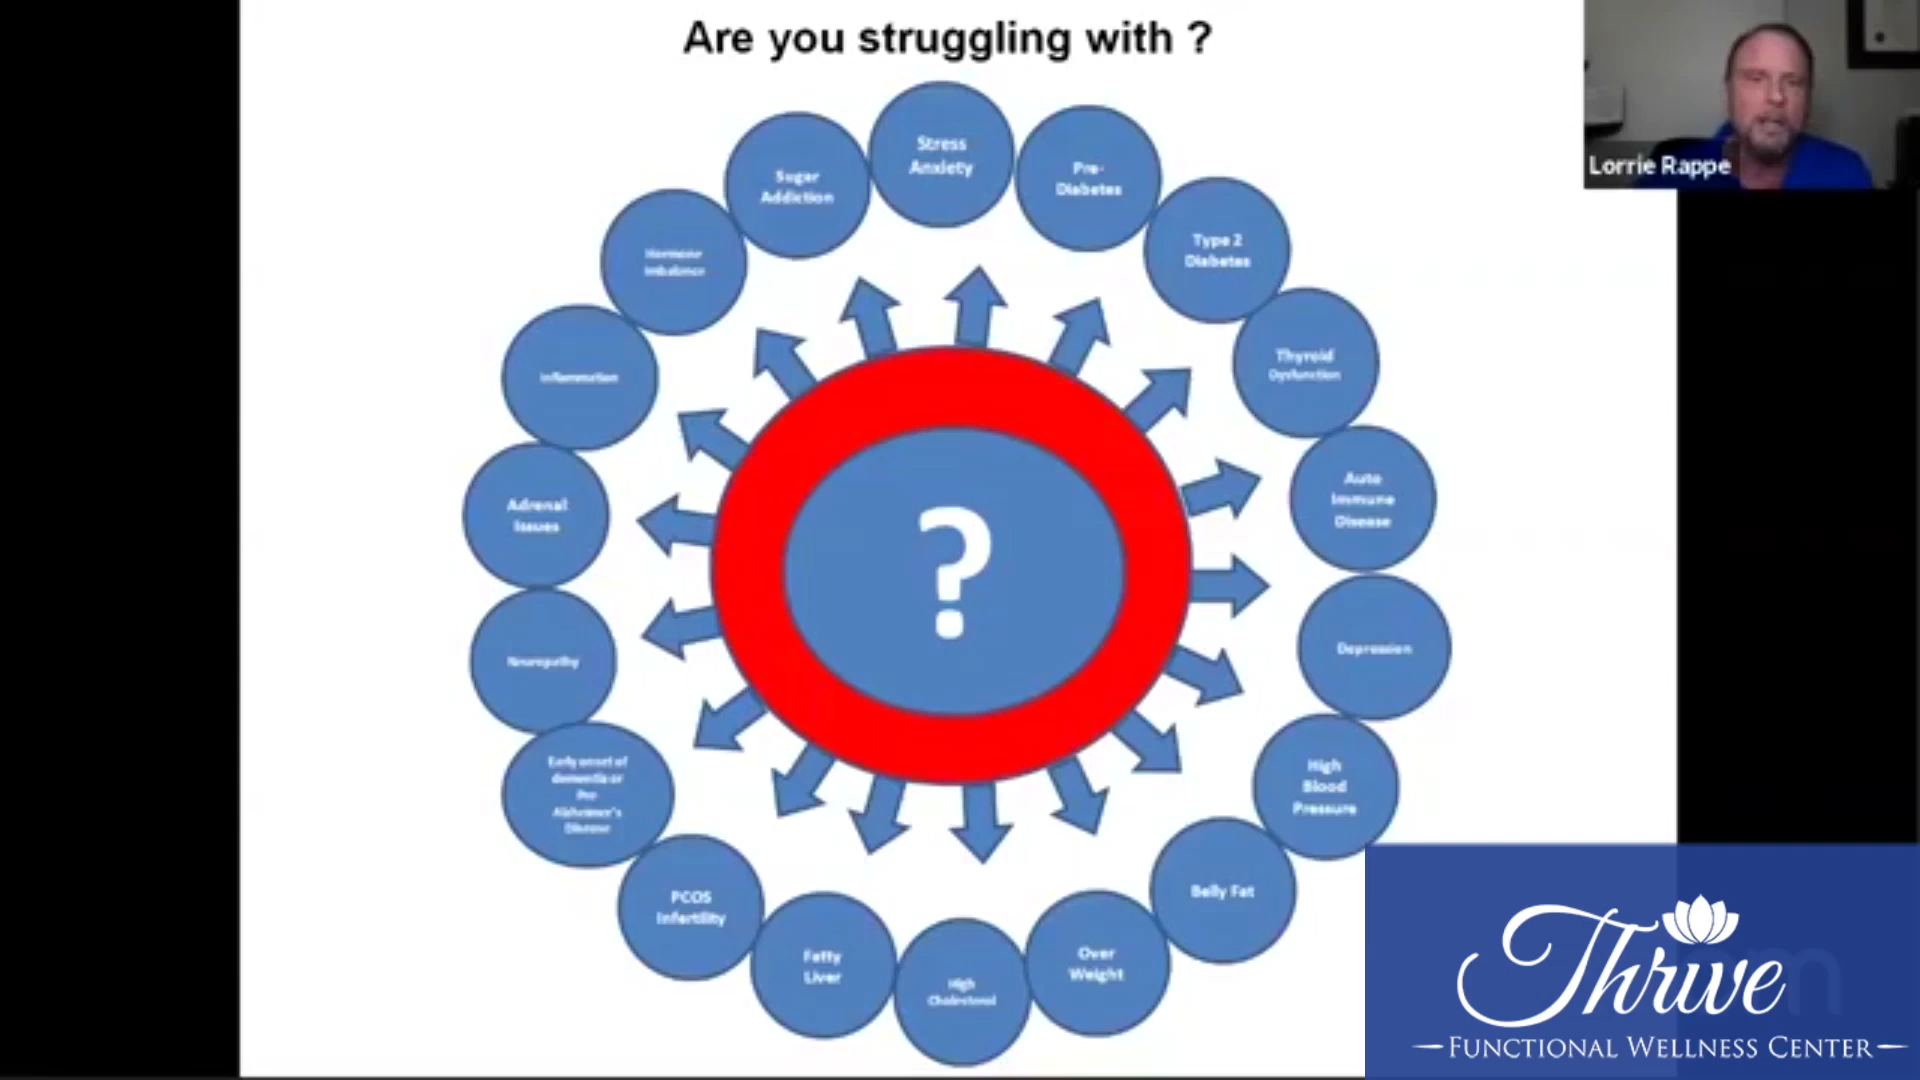 Are you struggling with ?
Lorrie Rappe
Stress
Anxiety
Pre-
Diabetes
Type 2
Diabetes
Thyroid
Dysfunction
Auto
Immune
Disease
Depression
High
Blood
Pressure
Belly Fat
Over
Weight
High
Cholesterol
Fatty
Liver
PCOS
Infertility
Early onset of
dementia or
Pre
Alzheimer's
Disease
Neuropathy
Adrenal
Issues
Inflammation
Hormone
Imbalance
Sugar
Addiction
?
Thrive
FUNCTIONAL WELLNESS CENTER